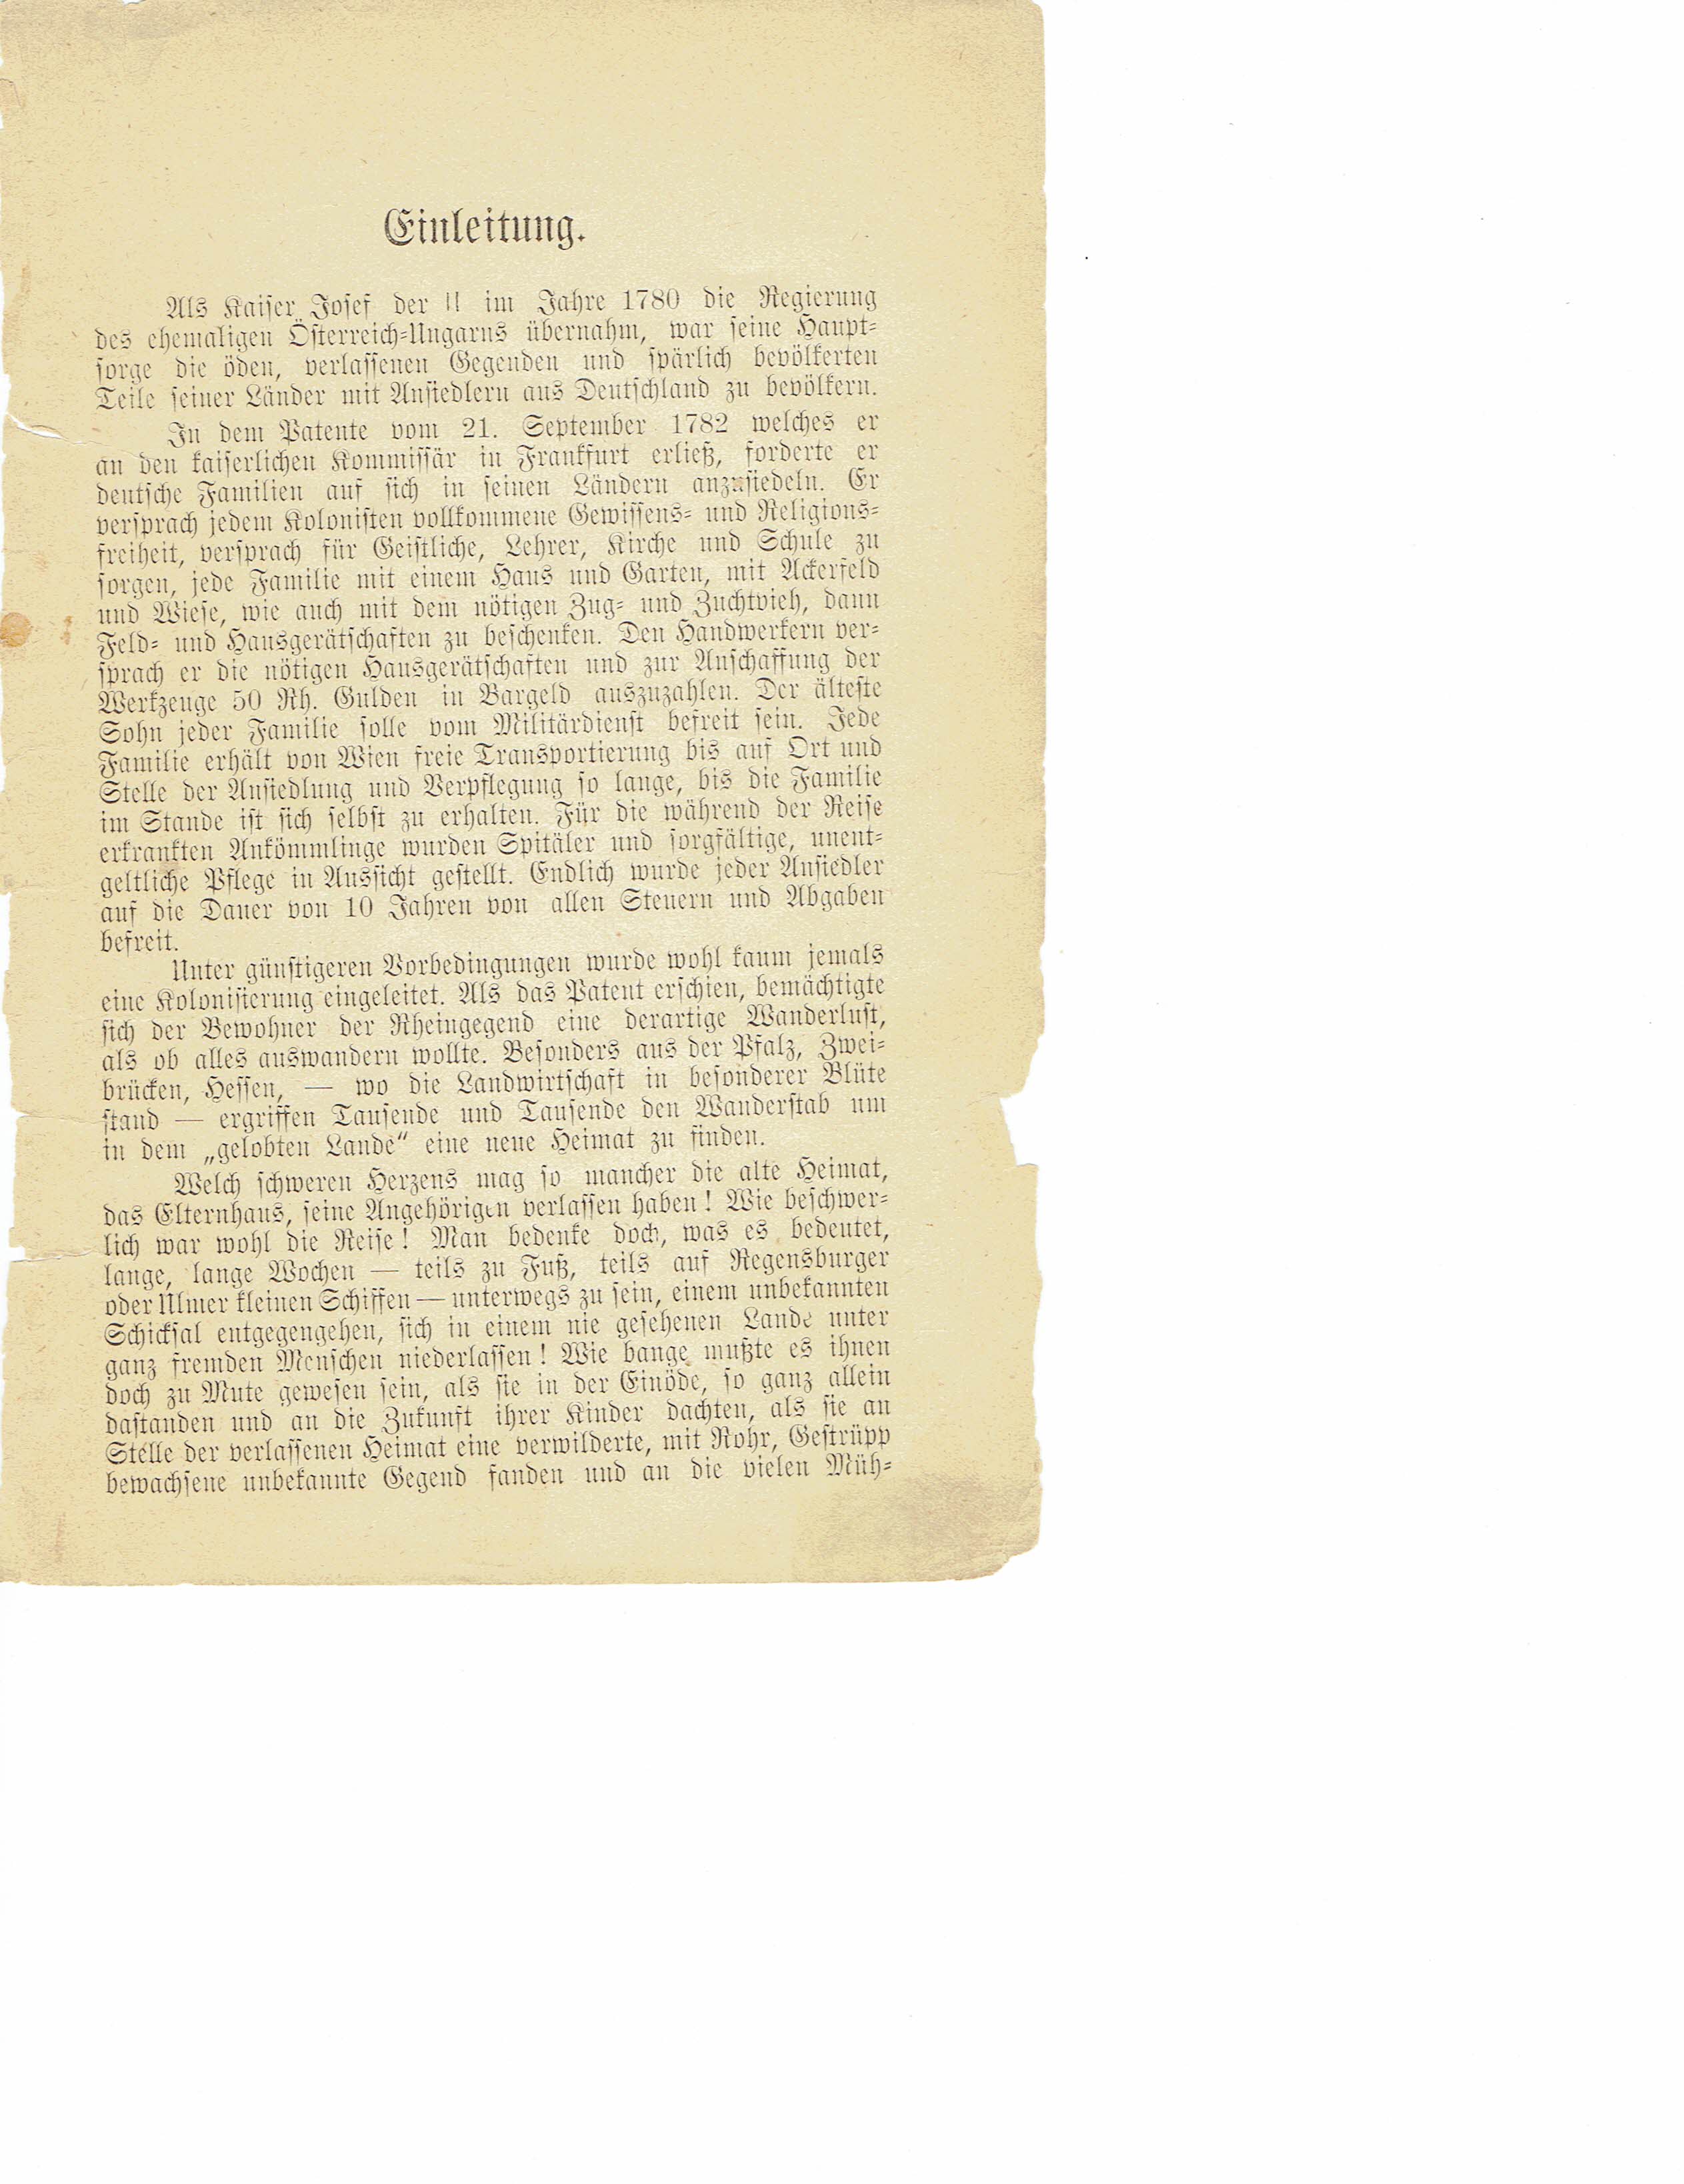 Einleitung.
Als Kaiser Josef der II im Jahre 1780 die Regierung
des ehemaligen Österreich-Ungarns übernahm, war seine Haupt-
sorge die öden, verlassenen Gegenden und spärlich bevölkerten
Teile seiner Länder mit Ansiedlern aus Deutschland zu bevölkern.
In dem Patente vom 21. September 1782 welches er
an den kaiserlichen Kommissär in Frankfurt erließ, forderte er
deutsche Familien auf sich in seinen Ländern anzusiedeln. Er
versprach jedem Kolonisten vollkommene Gewissens- und Religions-
freiheit, versprach für Geistliche, Lehrer, Kirche und Schule zu
sorgen, jede Familie mit einem Haus und Garten, mit Ackerfeld
und Wiese, wie auch mit dem nötigen Zug- und Zuchtvieh, dann
Feld- und Hausgerätschaften zu beschenken. Den Handwerkern ver-
sprach er die nötigen Hausgerätschaften und zur Anschaffung der
Werkzeuge 50 Rh. Gulden in Bargeld auszuzahlen. Der älteste
Sohn jeder Familie solle vom Militärdienst befreit sein. Jede
Familie erhält von Wien freie Transportierung bis auf Ort und
Stelle der Ansiedlung und Verpflegung so lange, bis die Familie
im Stande ist sich selbst zu erhalten. Für die während der Reise
erkrankten Ankömmlinge wurden Spitäler und sorgfältige, unent-
geltliche Pflege in Aussicht gestellt. Endlich wurde jeder Ansiedler
auf die Dauer von 10 Jahren von allen Steuern und Abgaben
befreit.
Unter günstigeren Vorbedingungen wurde wohl kaum jemals
eine Kolonisierung eingeleitet. Als das Patent erschien, bemächtigte
sich der Bewohner der Rheingegend eine derartige Wanderlust,
als ob alles auswandern wollte. Besonders aus der Pfalz, Zwei-
brücken, Hessen, — wo die Landwirtschaft in besonderer Blüte
stand — ergriffen Tausende und Tausende den Wanderstab um
in dem „gelobten Lande“ eine neue Heimat zu finden.
Welch schweren Herzens mag so mancher die alte Heimat,
das Elternhaus, seine Angehörigen verlassen haben! Wie beschwer-
lich war wohl die Reise! Man bedenke doch, was es bedeutet,
lange, lange Wochen — teils zu Fuß, teils auf Regensburger
oder Ulmer kleinen Schiffen — unterwegs zu sein, einem unbekannten
Schicksal entgegengehen, sich in einem nie gesehenen Lande unter
ganz fremden Menschen niederlassen! Wie bange mußte es ihnen
doch zu Mute gewesen sein, als sie in der Einöde, so ganz allein
dastanden und an die Zukunft ihrer Kinder dachten, als sie an
Stelle der verlassenen Heimat eine verwilderte, mit Rohr, Gestrüpp
bewachsene unbekannte Gegend fanden und an die vielen Müh-